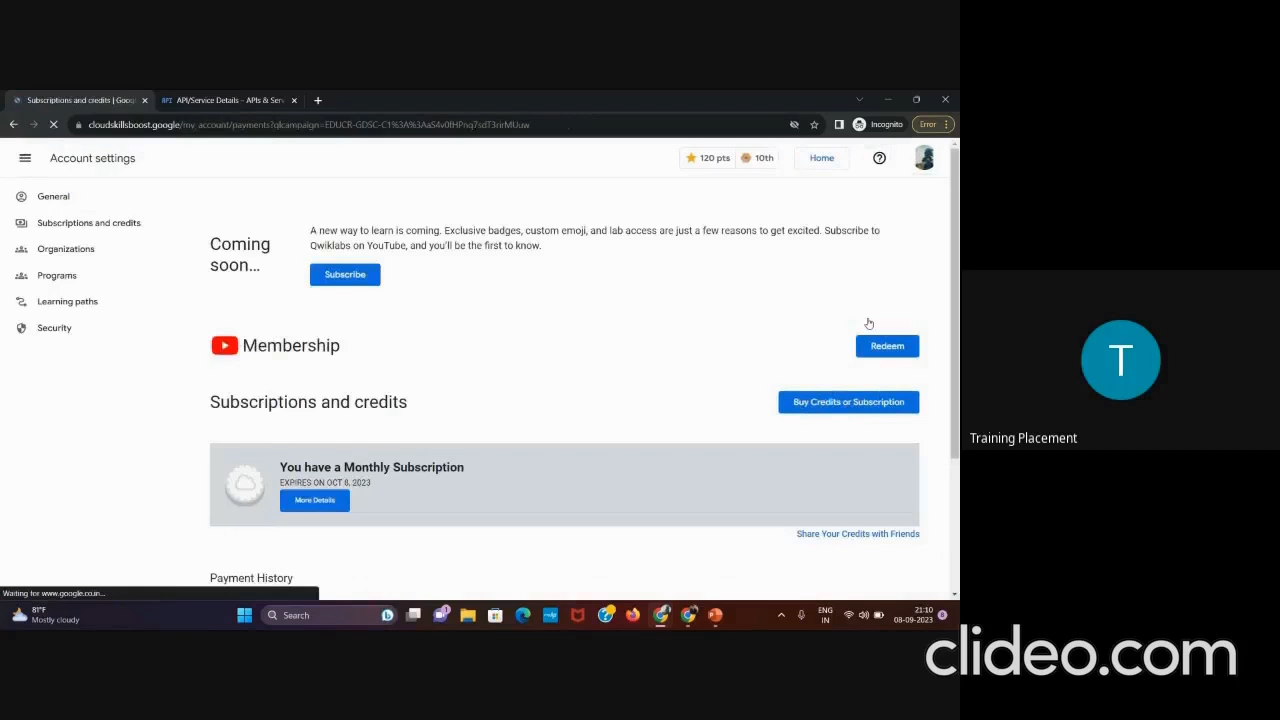 Subscriptions and credits | Goog
API/Service Details – APIs & Ser
cloudskillsboost.google/my_account/payments?qlcampaign=
Incognito
Error
Account settings
120 pts
10th
Home
General
Subscriptions and credits
Organizations
Programs
Learning paths
Security
Coming
soon...
A new way to learn is coming. Exclusive badges, custom emoji, and lab access are just a few reasons to get excited. Subscribe to
Qwiklabs on YouTube, and you'll be the first to know.
Subscribe
Membership
Redeem
Subscriptions and credits
Buy Credits or Subscription
You have a Monthly Subscription
EXPIRES ON OCT 8, 2023
More Details
Share Your Credits with Friends
Payment History
Waiting for www.google.co.in...
81°F
Mostly cloudy
Search
ENG
IN
21:10
08-09-2023
8
T
Training Placement
clideo.com